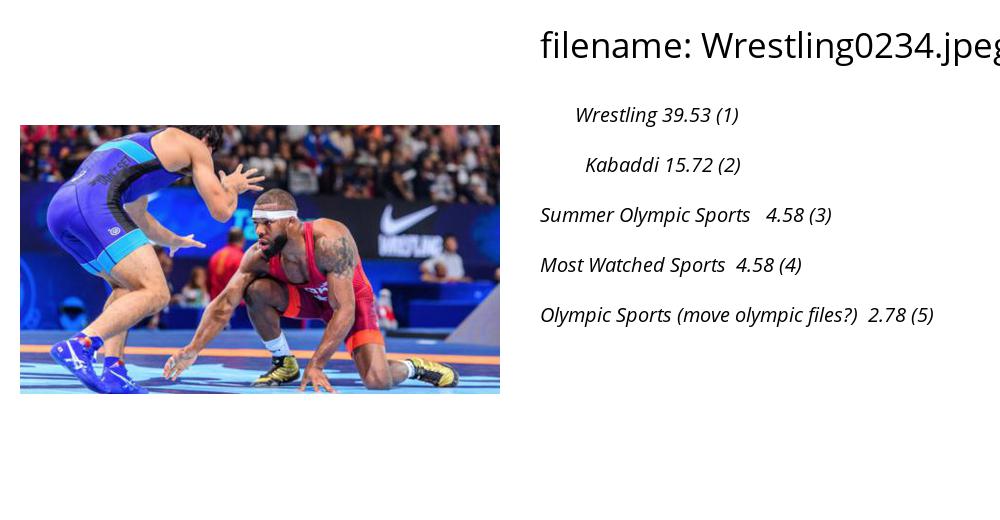 filename: Wrestling0234.jpeg
Wrestling 39.53 (1)
Kabaddi 15.72 (2)
Summer Olympic Sports 4.58 (3)
Most Watched Sports 4.58 (4)
Olympic Sports (move olympic files?) 2.78 (5)
WRESTLING